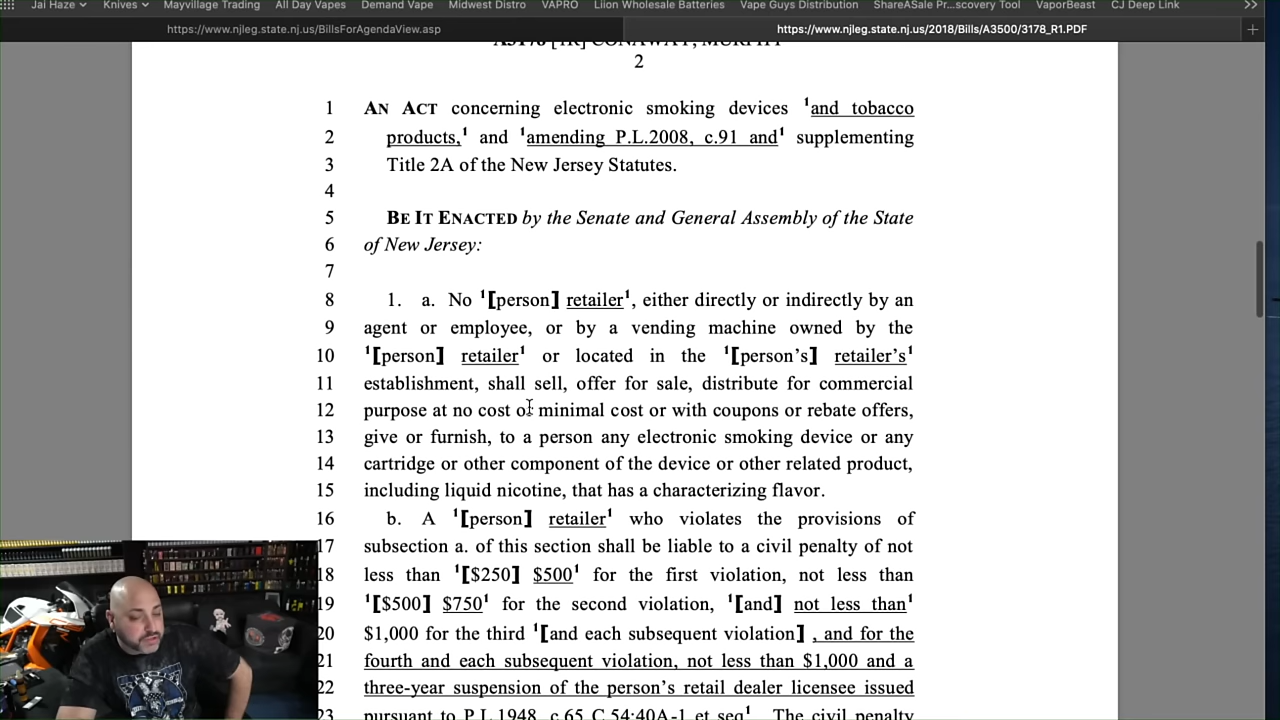 Jai Haze Knives Mayvillage Trading All Day Vapes Demand Vape Midwest Distro VAPRO Liion Wholesale Batteries Vape Guys Distribution ShareASale Pr...scovery Tool VaporBeast CJ Deep Link
https://www.njleg.state.nj.us/BillsForAgendaView.asp https://www.njleg.state.nj.us/2018/Bills/A3500/3178_R1.PDF
2
1 AN ACT concerning electronic smoking devices ¹and tobacco
2 products,¹ and ¹amending P.L.2008, c.91 and¹ supplementing
3 Title 2A of the New Jersey Statutes.
4
5 BE IT ENACTED by the Senate and General Assembly of the State
6 of New Jersey:
7
8 1. a. No ¹[person] retailer¹, either directly or indirectly by an
9 agent or employee, or by a vending machine owned by the
10 ¹[person] retailer¹ or located in the ¹[person's] retailer's¹
11 establishment, shall sell, offer for sale, distribute for commercial
12 purpose at no cost or minimal cost or with coupons or rebate offers,
13 give or furnish, to a person any electronic smoking device or any
14 cartridge or other component of the device or other related product,
15 including liquid nicotine, that has a characterizing flavor.
16 b. A ¹[person] retailer¹ who violates the provisions of
17 subsection a. of this section shall be liable to a civil penalty of not
18 less than ¹[$250] $500¹ for the first violation, not less than
19 ¹[$500] $750¹ for the second violation, ¹[and] not less than¹
20 $1,000 for the third ¹[and each subsequent violation] , and for the
21 fourth and each subsequent violation, not less than $1,000 and a
22 three-year suspension of the person's retail dealer licensee issued
23 pursuant to P.L.1948, c.65 C.54:40A-1 et seq¹. The civil penalty